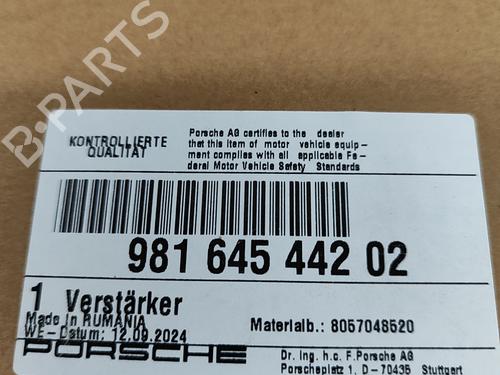 B-PARTS
KONTROLLIERTE
QUALITÄT
Porsche AG certifies to the dealer
that this item of motor vehicle equip-
ment complies with all applicable Fe-
deral Motor Vehicle Safety Standards
981 645 442 02
1 Verstärker
Made in RUMANIA
WE-Datum: 12.09.2024
Materialb.: 8057048520
PORSCHE
Dr. Ing. h.c. F.Porsche AG
Porscheplatz 1, D-70435 Stuttgart